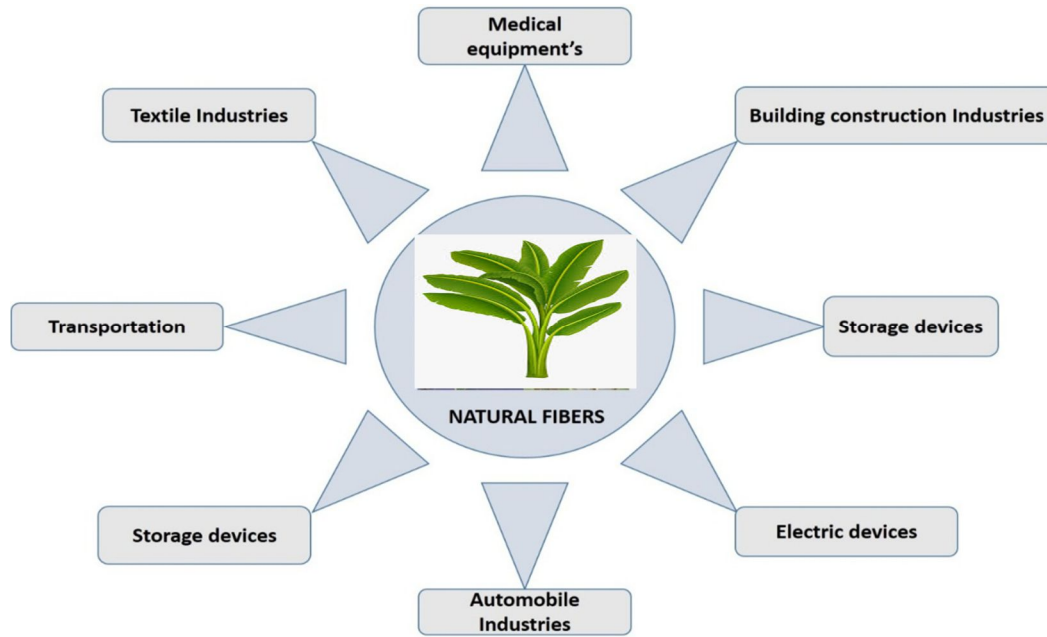 Medical
equipment's
Textile Industries
Building construction Industries
Transportation
Storage devices
NATURAL FIBERS
Storage devices
Electric devices
Automobile
Industries